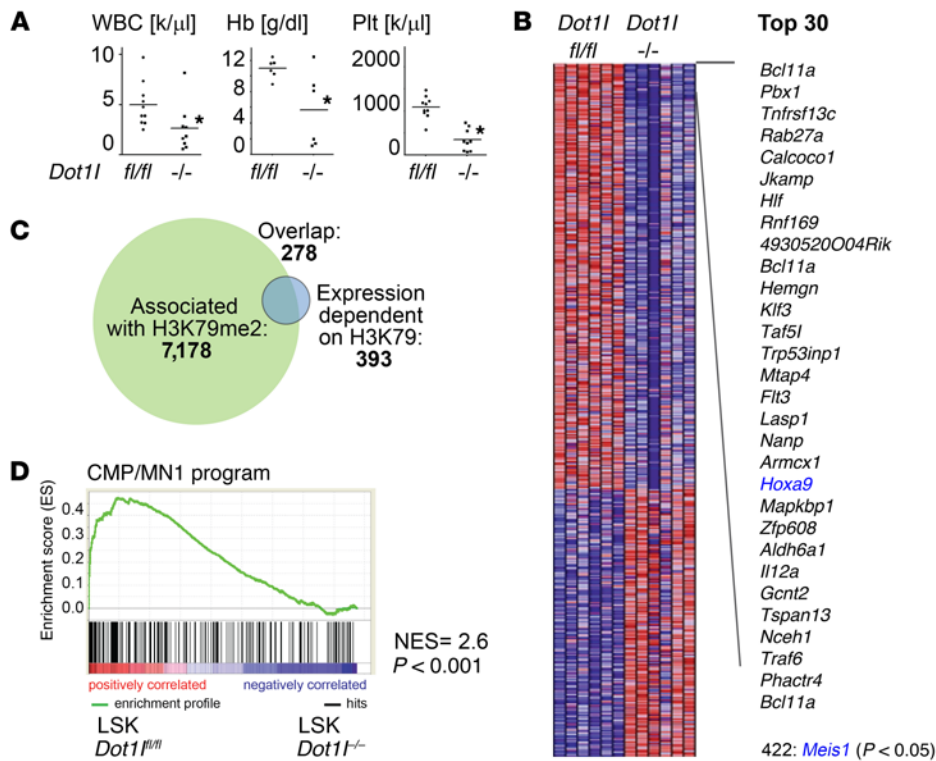 A
WBC [k/µl]
Hb [g/dl]
Plt [k/µl]
10
5
0
12
8
4
0
2000
1000
0
*
*
*
Dot1l
fl/fl
-/-
fl/fl
-/-
fl/fl
-/-
B
Dot1l
Dot1l
fl/fl
-/-
Top 30
Bcl11a
Pbx1
Tnfrsf13c
Rab27a
Calcoco1
Jkamp
Hlf
Rnf169
4930520O04Rik
Bcl11a
Hemgn
Klf3
Taf5l
Trp53inp1
Mtap4
Flt3
Lasp1
Nanp
Armcx1
Hoxa9
Mapkbp1
Zfp608
Aldh6a1
Il12a
Gcnt2
Tspan13
Nceh1
Traf6
Phactr4
Bcl11a
422: Meis1 (P < 0.05)
C
Overlap:
278
Associated
with H3K79me2:
7,178
Expression
dependent
on H3K79:
393
D
CMP/MN1 program
Enrichment score (ES)
0.4
0.3
0.2
0.1
0.0
NES= 2.6
P < 0.001
positively correlated
negatively correlated
enrichment profile
hits
LSK
Dot1l fl/fl
LSK
Dot1l –/–